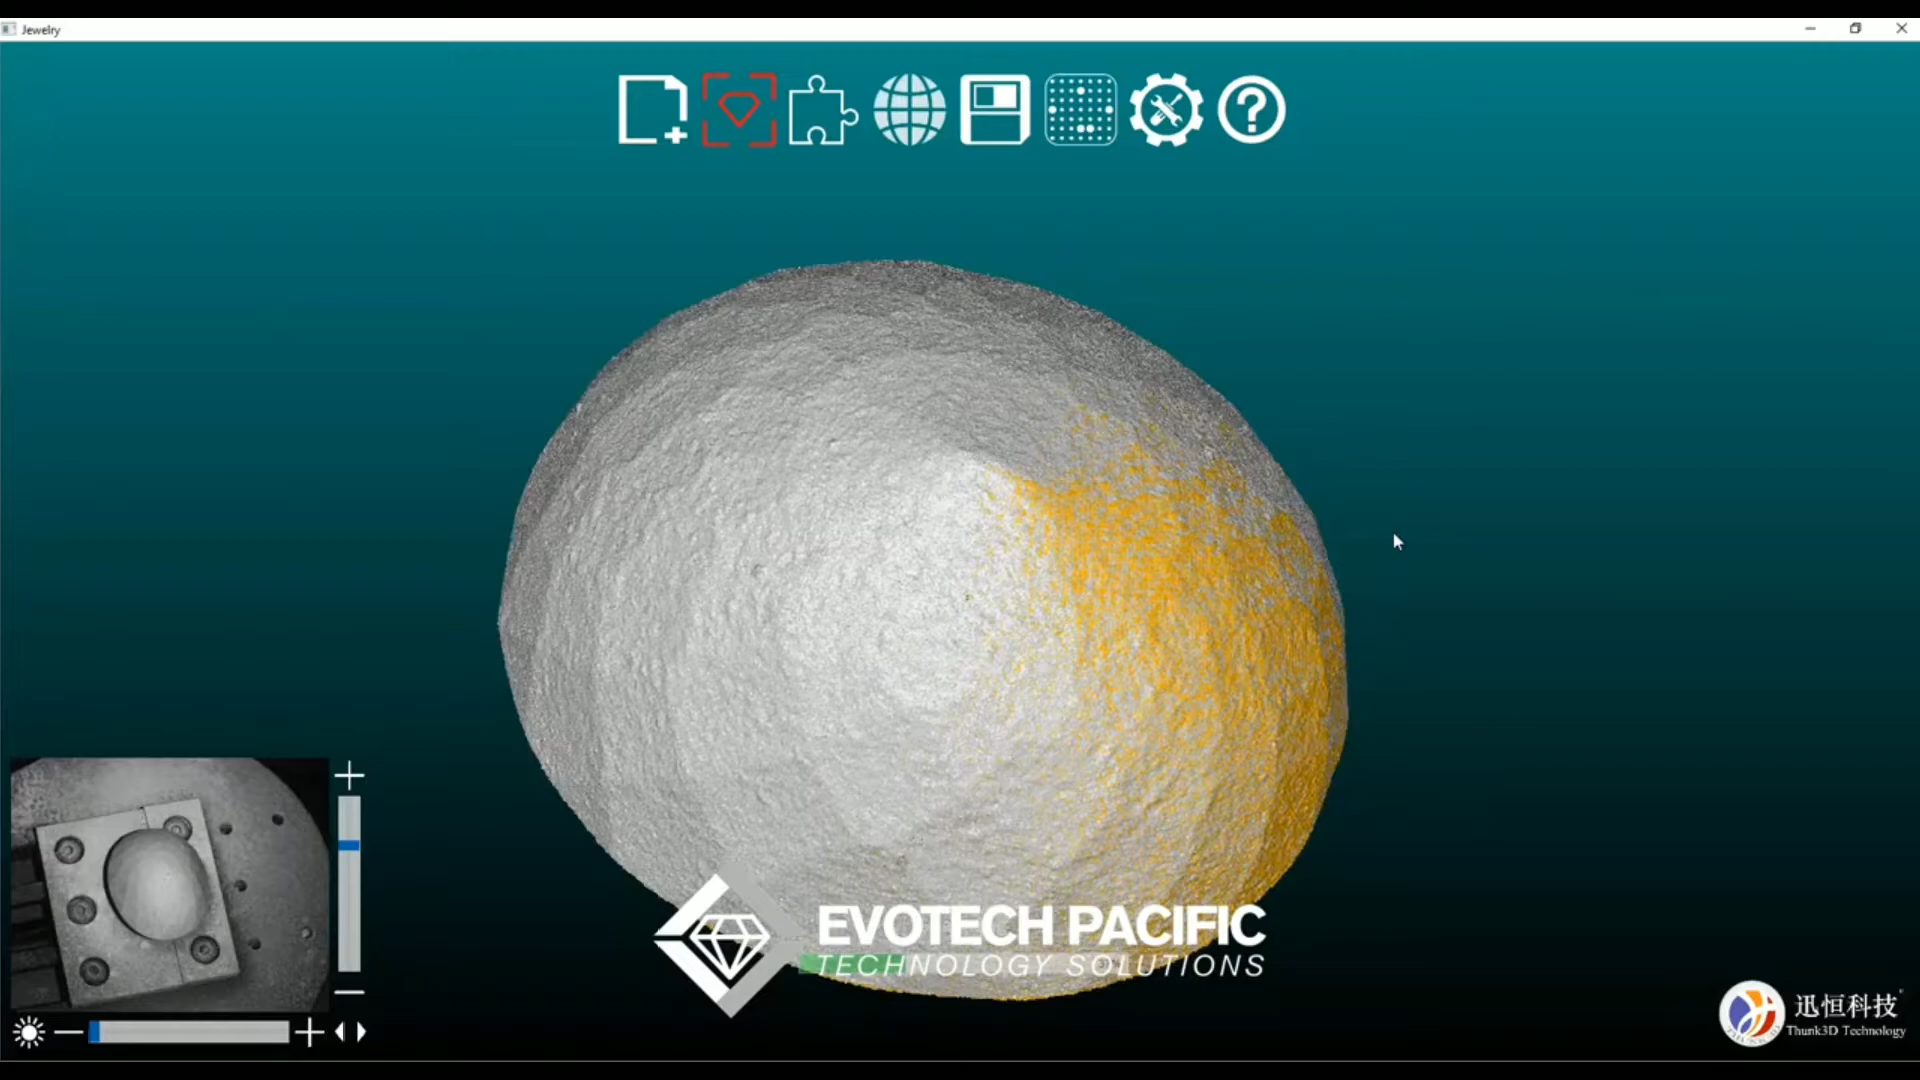 Jewelry
EVOTECH PACIFIC
TECHNOLOGY SOLUTIONS
迅恒科技
Thunk3D Technology